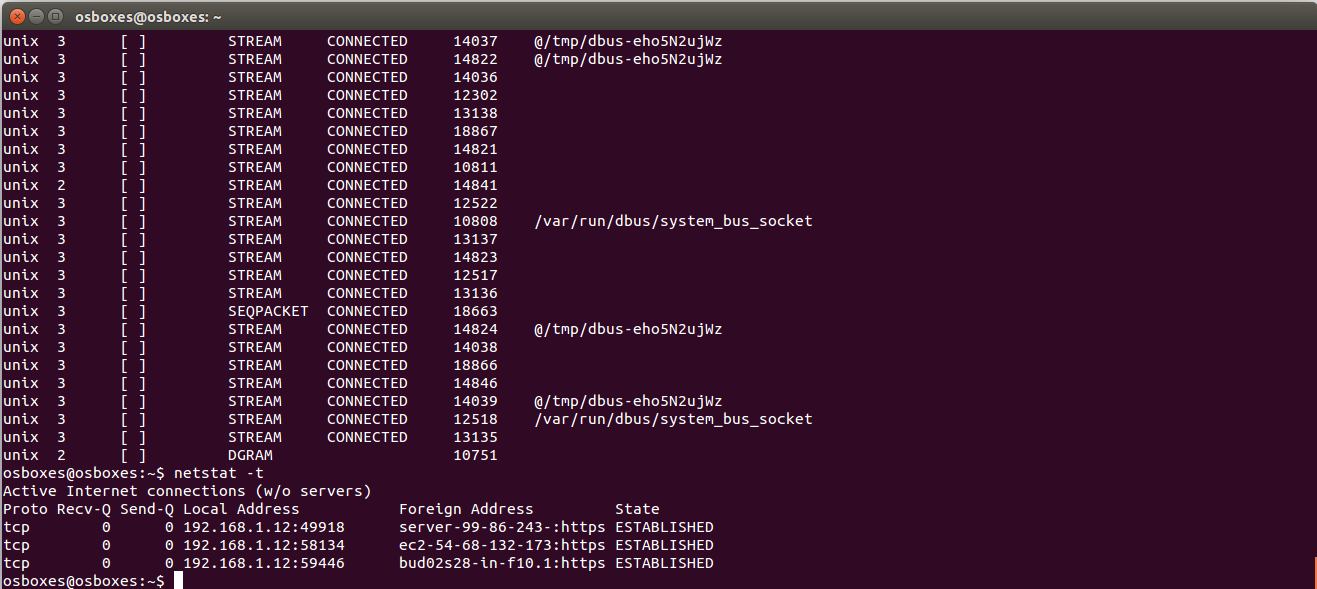 osboxes@osboxes: ~
unix  3      [ ]         STREAM     CONNECTED     14037    @/tmp/dbus-eho5N2ujWz
unix  3      [ ]         STREAM     CONNECTED     14822    @/tmp/dbus-eho5N2ujWz
unix  3      [ ]         STREAM     CONNECTED     14036
unix  3      [ ]         STREAM     CONNECTED     12302
unix  3      [ ]         STREAM     CONNECTED     13138
unix  3      [ ]         STREAM     CONNECTED     18867
unix  3      [ ]         STREAM     CONNECTED     14821
unix  3      [ ]         STREAM     CONNECTED     10811
unix  2      [ ]         STREAM     CONNECTED     14841
unix  3      [ ]         STREAM     CONNECTED     12522
unix  3      [ ]         STREAM     CONNECTED     10808    /var/run/dbus/system_bus_socket
unix  3      [ ]         STREAM     CONNECTED     13137
unix  3      [ ]         STREAM     CONNECTED     14823
unix  3      [ ]         STREAM     CONNECTED     12517
unix  3      [ ]         STREAM     CONNECTED     13136
unix  3      [ ]         SEQPACKET  CONNECTED     18663
unix  3      [ ]         STREAM     CONNECTED     14824    @/tmp/dbus-eho5N2ujWz
unix  3      [ ]         STREAM     CONNECTED     14038
unix  3      [ ]         STREAM     CONNECTED     18866
unix  3      [ ]         STREAM     CONNECTED     14846
unix  3      [ ]         STREAM     CONNECTED     14039    @/tmp/dbus-eho5N2ujWz
unix  3      [ ]         STREAM     CONNECTED     12518    /var/run/dbus/system_bus_socket
unix  3      [ ]         STREAM     CONNECTED     13135
unix  2      [ ]         DGRAM                    10751
osboxes@osboxes:~$ netstat -t
Active Internet connections (w/o servers)
Proto Recv-Q Send-Q Local Address           Foreign Address         State
tcp        0      0 192.168.1.12:49918      server-99-86-243-:https ESTABLISHED
tcp        0      0 192.168.1.12:58134      ec2-54-68-132-173:https ESTABLISHED
tcp        0      0 192.168.1.12:59446      bud02s28-in-f10.1:https ESTABLISHED
osboxes@osboxes:~$